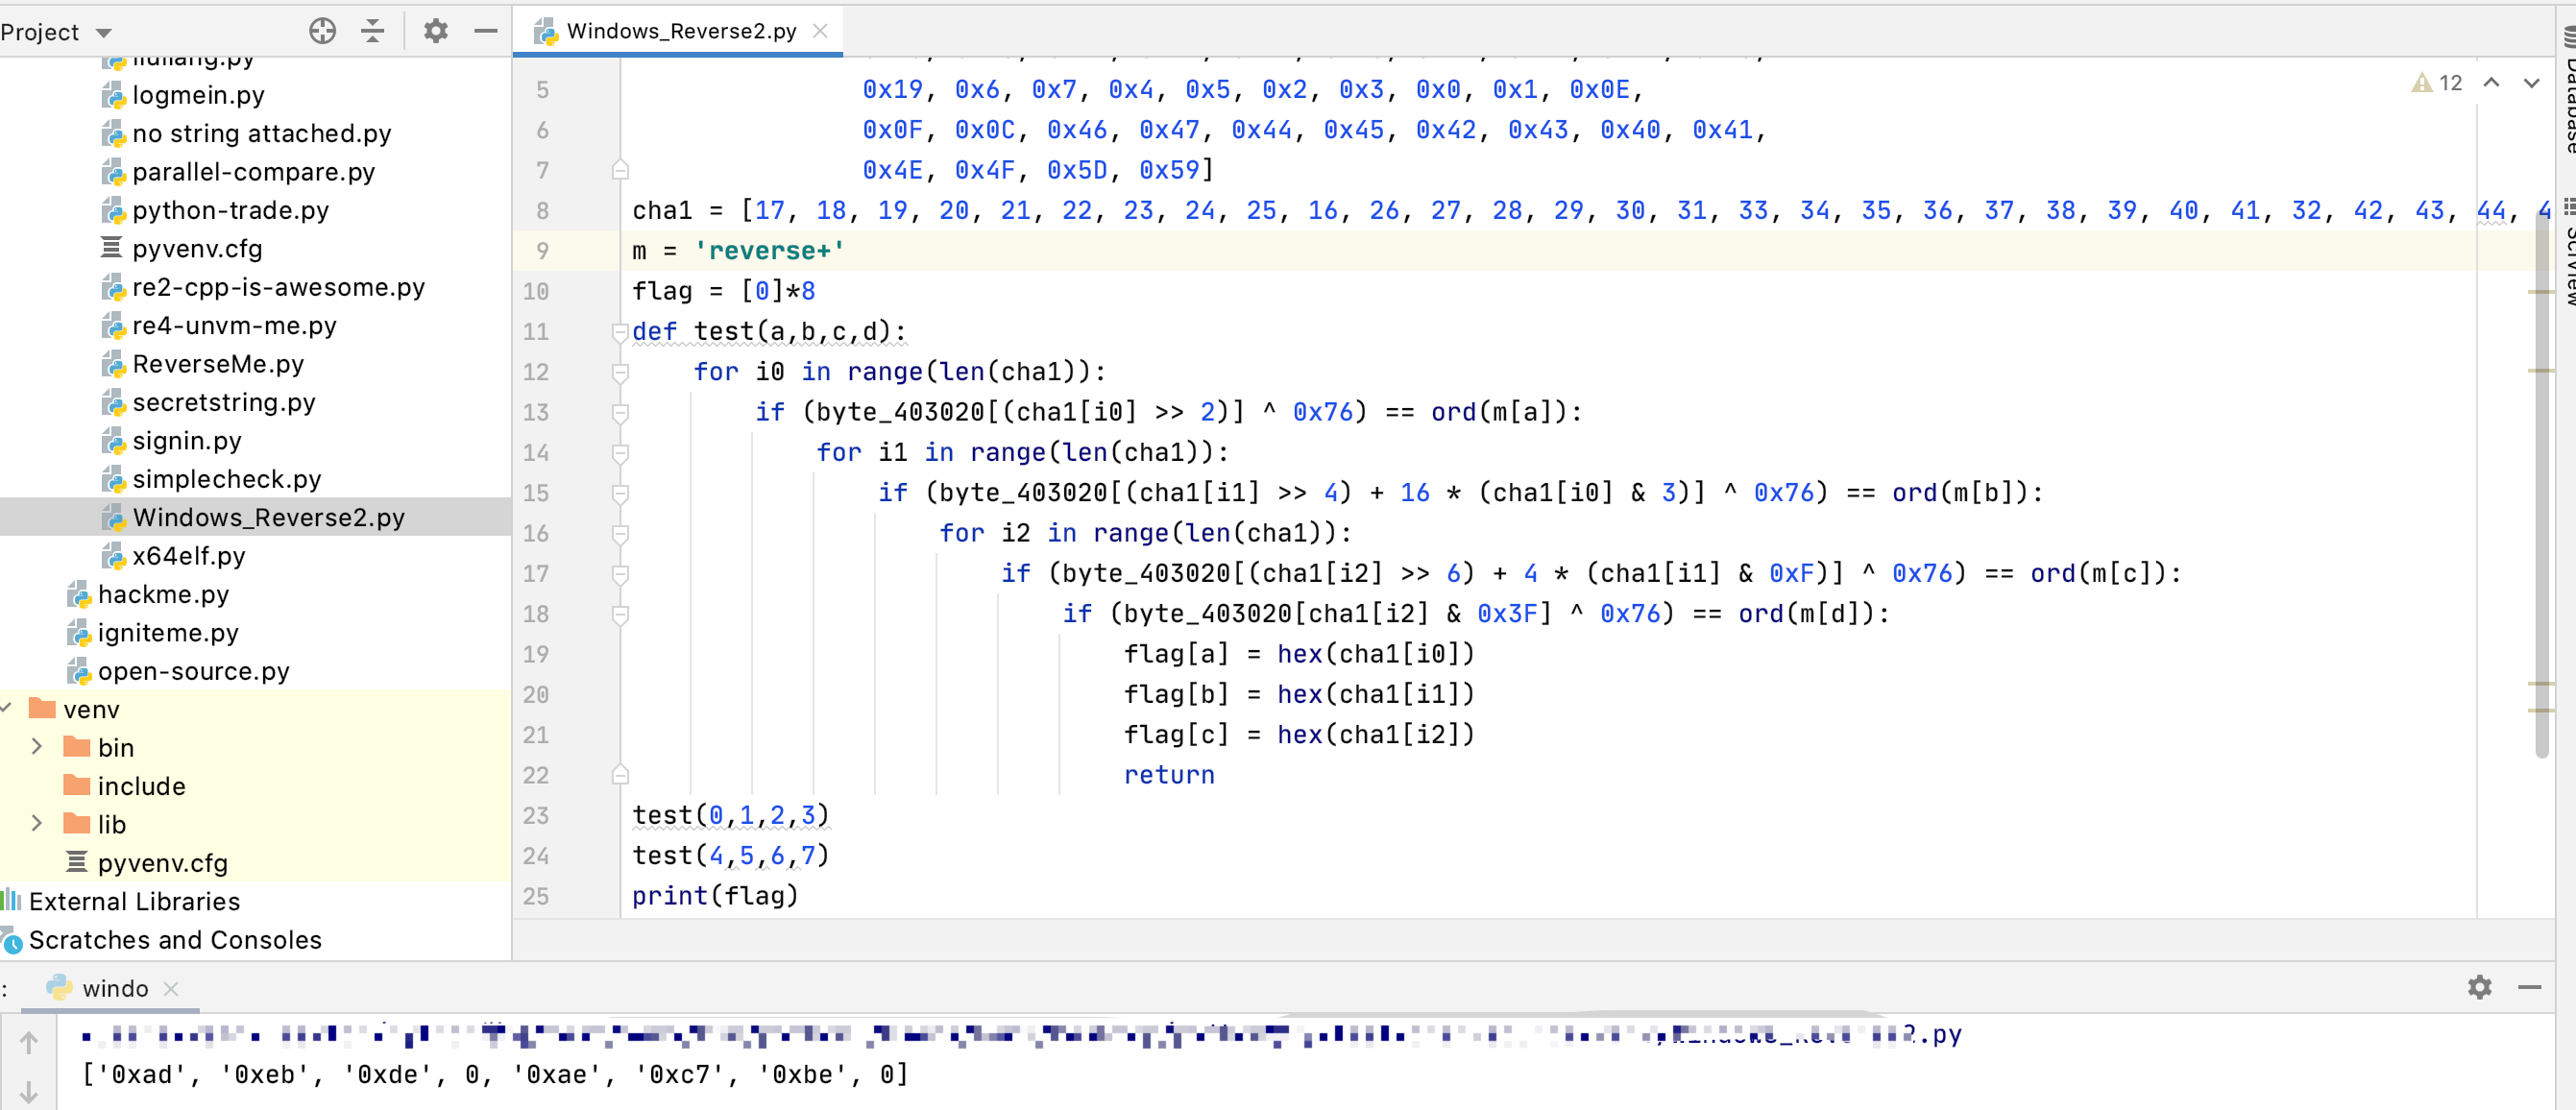 Project
Windows_Reverse2.py
logmein.py
no string attached.py
parallel-compare.py
python-trade.py
pyvenv.cfg
re2-cpp-is-awesome.py
re4-unvm-me.py
ReverseMe.py
secretstring.py
signin.py
simplecheck.py
Windows_Reverse2.py
x64elf.py
hackme.py
igniteme.py
open-source.py
venv
bin
include
lib
pyvenv.cfg
External Libraries
Scratches and Consoles
12
5 0x19, 0x6, 0x7, 0x4, 0x5, 0x2, 0x3, 0x0, 0x1, 0x0E,
6 0x0F, 0x0C, 0x46, 0x47, 0x44, 0x45, 0x42, 0x43, 0x40, 0x41,
7 0x4E, 0x4F, 0x5D, 0x59]
8 cha1 = [17, 18, 19, 20, 21, 22, 23, 24, 25, 16, 26, 27, 28, 29, 30, 31, 33, 34, 35, 36, 37, 38, 39, 40, 41, 32, 42, 43, 44, 4
9 m = 'reverse+'
10 flag = [0]*8
11 def test(a,b,c,d):
12 for i0 in range(len(cha1)):
13 if (byte_403020[(cha1[i0] >> 2)] ^ 0x76) == ord(m[a]):
14 for i1 in range(len(cha1)):
15 if (byte_403020[(cha1[i1] >> 4) + 16 * (cha1[i0] & 3)] ^ 0x76) == ord(m[b]):
16 for i2 in range(len(cha1)):
17 if (byte_403020[(cha1[i2] >> 6) + 4 * (cha1[i1] & 0xF)] ^ 0x76) == ord(m[c]):
18 if (byte_403020[cha1[i2] & 0x3F] ^ 0x76) == ord(m[d]):
19 flag[a] = hex(cha1[i0])
20 flag[b] = hex(cha1[i1])
21 flag[c] = hex(cha1[i2])
22 return
23 test(0,1,2,3)
24 test(4,5,6,7)
25 print(flag)
Database
SciView
: windo
2.py
['0xad', '0xeb', '0xde', 0, '0xae', '0xc7', '0xbe', 0]